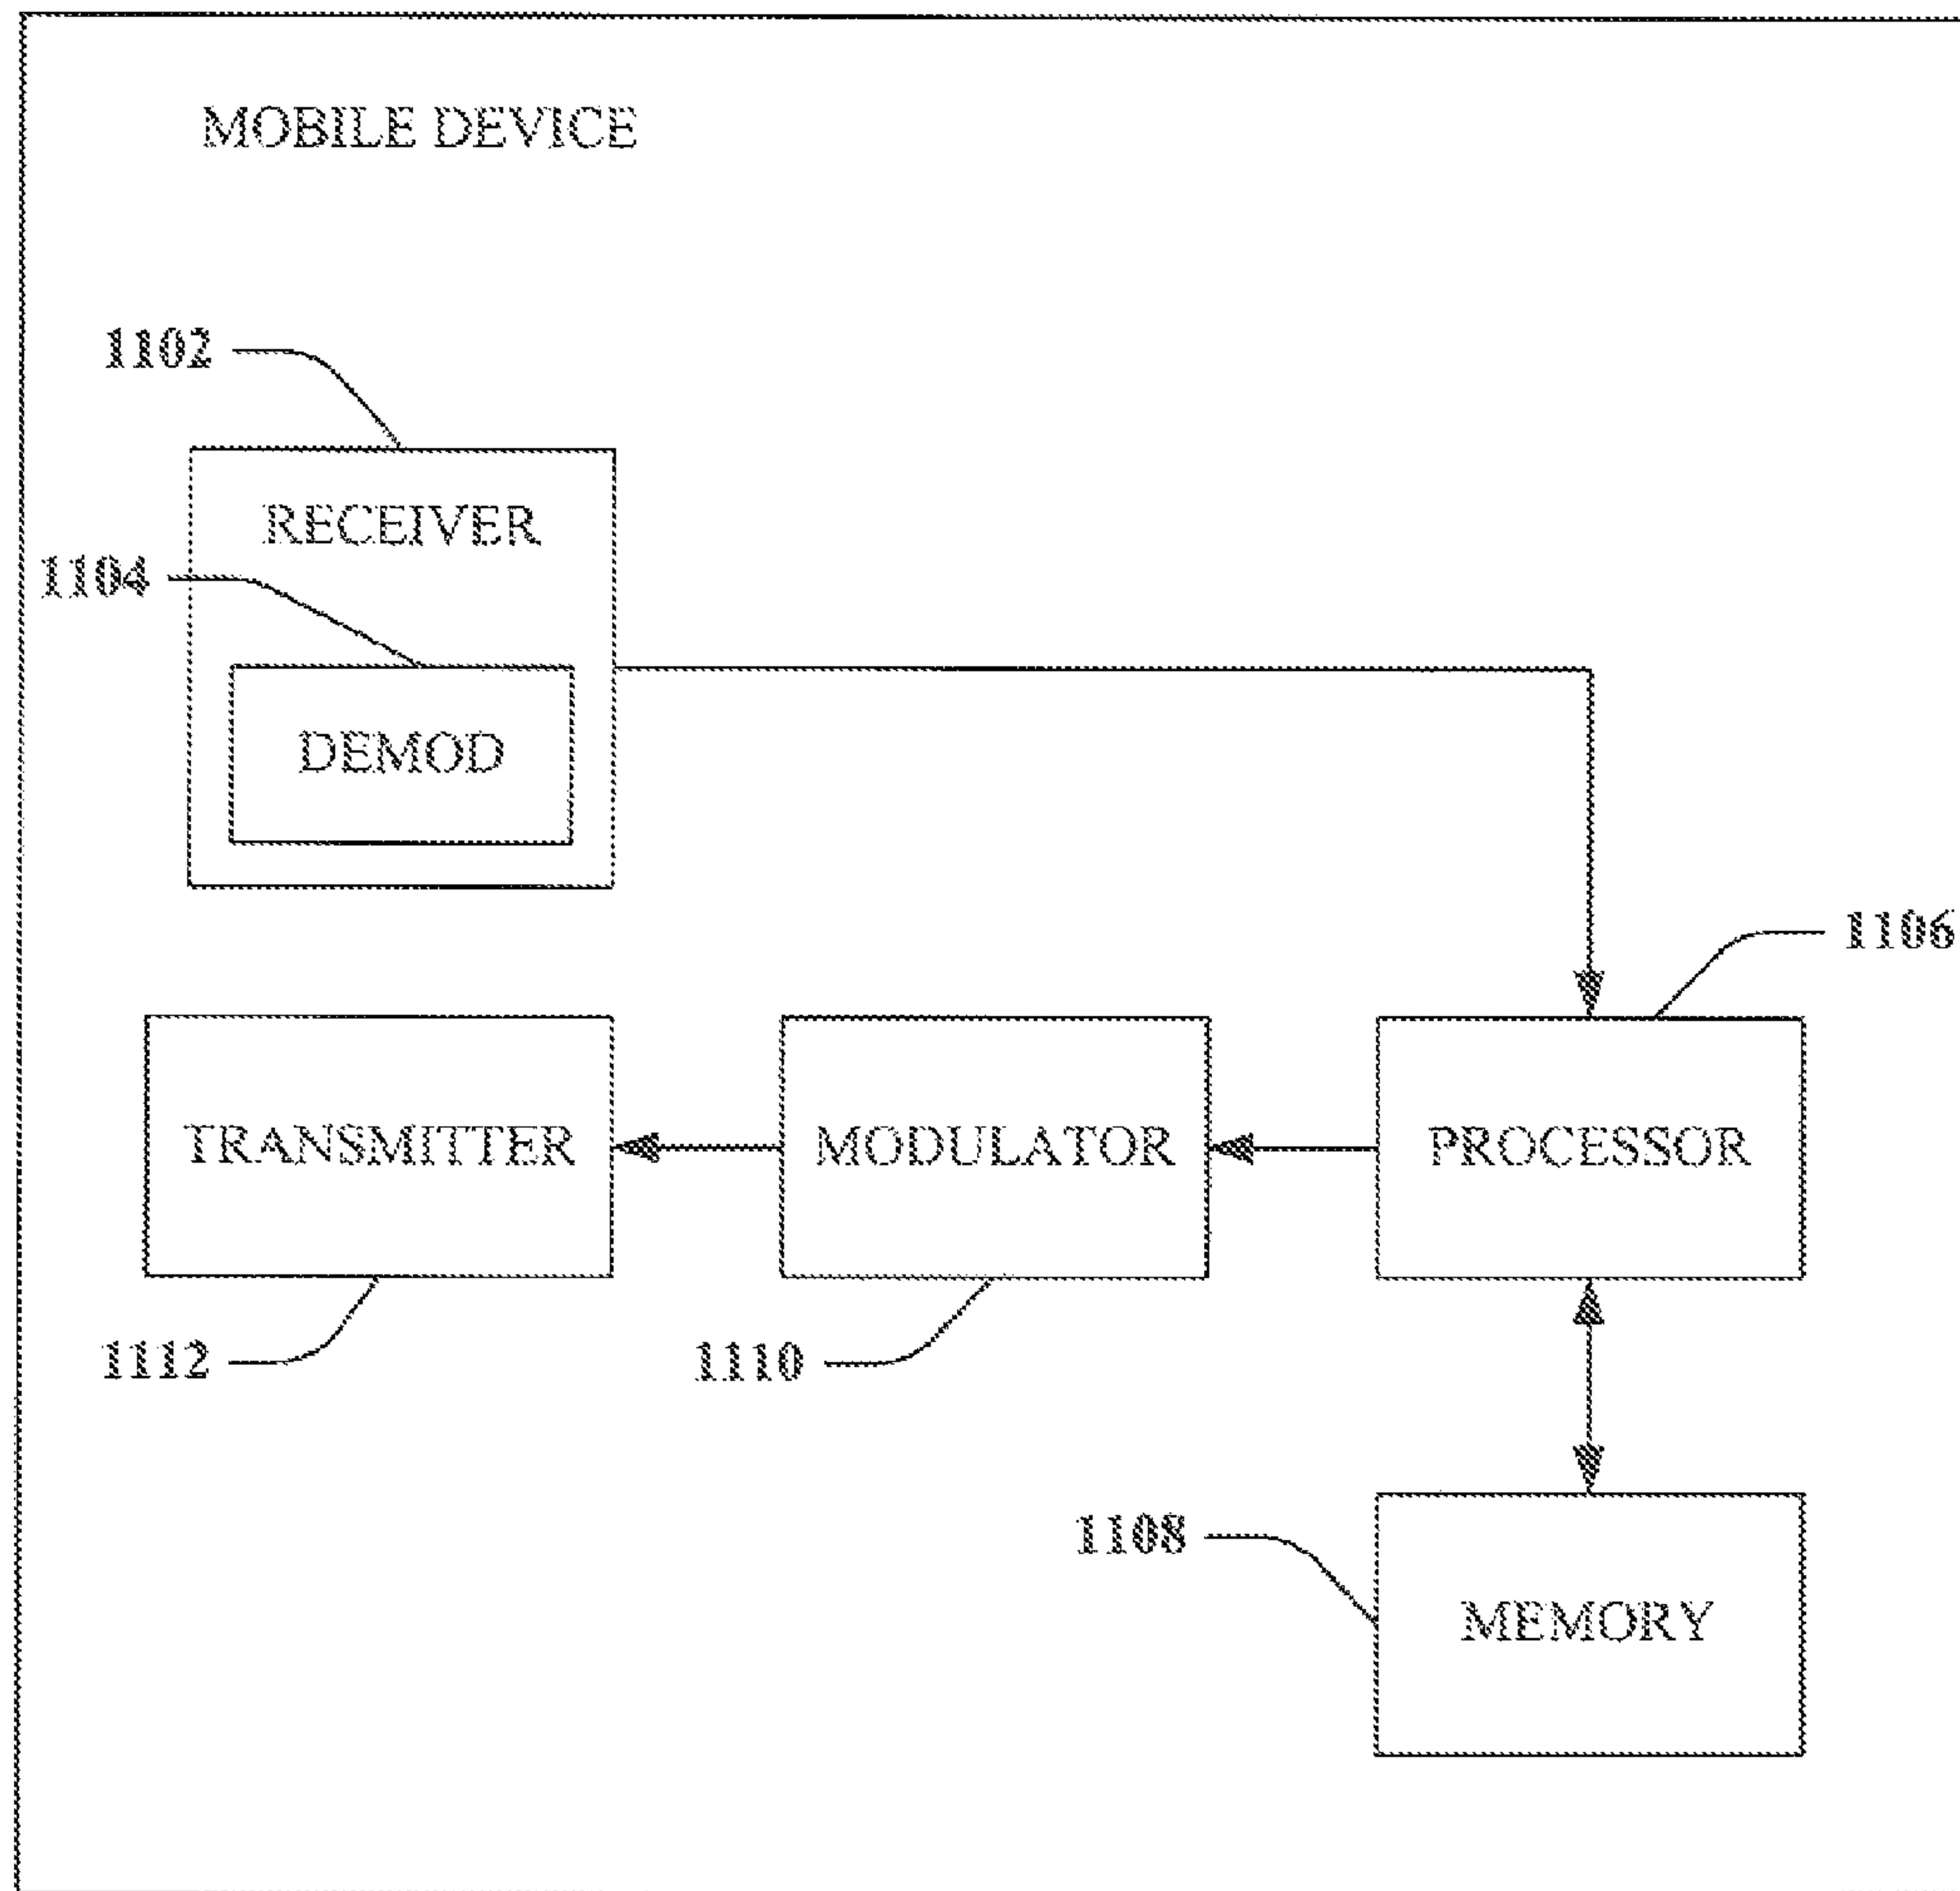 MOBILE DEVICE
1102
RECEIVER
1104
DEMOD
1106
TRANSMITTER
MODULATOR
PROCESSOR
1112
1110
1108
MEMORY